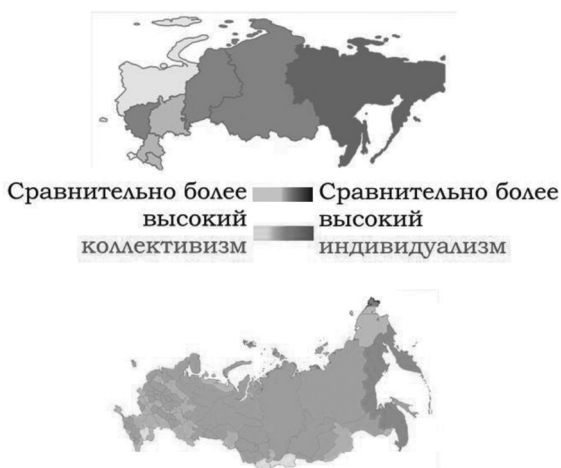 Сравнительно более Сравнительно более
высокий высокий
коллективизм индивидуализм